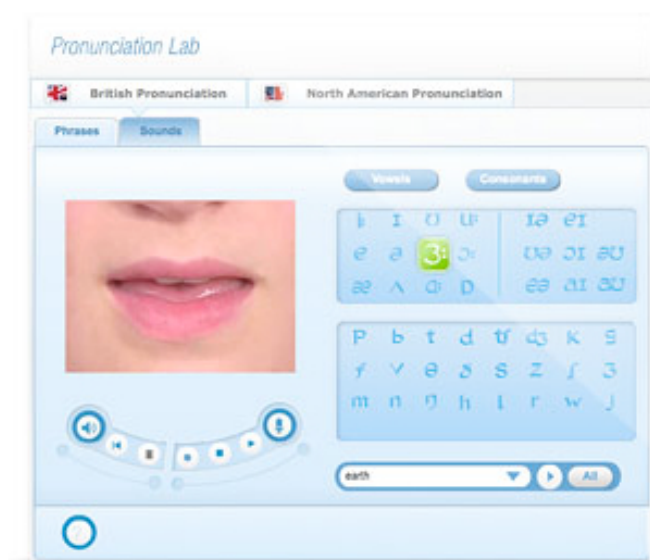 Pronunciation Lab
British Pronunciation North American Pronunciation
Phrases Sounds
Vowels Consonants
iː ɪ ʊ uː ɪə eɪ
e ə ɜː ɔː ʊə ɔɪ əʊ
æ ʌ ɑː ɒ eə aɪ aʊ
p b t d tʃ dʒ k g
f v θ ð s z ʃ ʒ
m n ŋ h l r w j
earth All
?